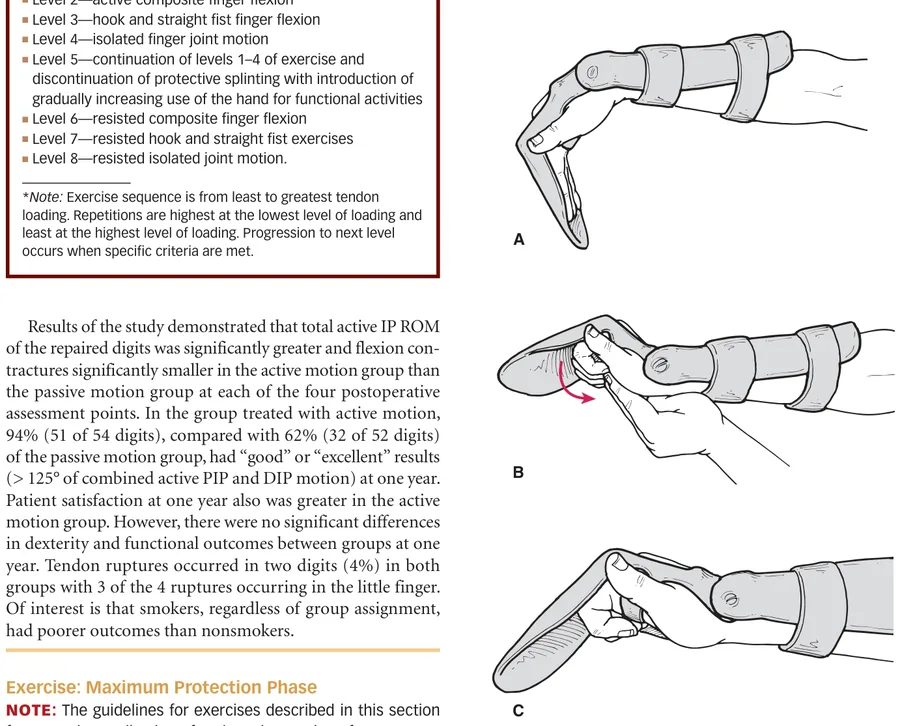 Level 2—active composite finger flexion
Level 3—hook and straight fist finger flexion
Level 4—isolated finger joint motion
Level 5—continuation of levels 1–4 of exercise and
discontinuation of protective splinting with introduction of
gradually increasing use of the hand for functional activities
Level 6—resisted composite finger flexion
Level 7—resisted hook and straight fist exercises
Level 8—resisted isolated joint motion.
*Note: Exercise sequence is from least to greatest tendon
loading. Repetitions are highest at the lowest level of loading and
least at the highest level of loading. Progression to next level
occurs when specific criteria are met.
Results of the study demonstrated that total active IP ROM
of the repaired digits was significantly greater and flexion con-
tractures significantly smaller in the active motion group than
the passive motion group at each of the four postoperative
assessment points. In the group treated with active motion,
94% (51 of 54 digits), compared with 62% (32 of 52 digits)
of the passive motion group, had “good” or “excellent” results
(> 125° of combined active PIP and DIP motion) at one year.
Patient satisfaction at one year also was greater in the active
motion group. However, there were no significant differences
in dexterity and functional outcomes between groups at one
year. Tendon ruptures occurred in two digits (4%) in both
groups with 3 of the 4 ruptures occurring in the little finger.
Of interest is that smokers, regardless of group assignment,
had poorer outcomes than nonsmokers.
Exercise: Maximum Protection Phase
NOTE: The guidelines for exercises described in this section
A
B
C